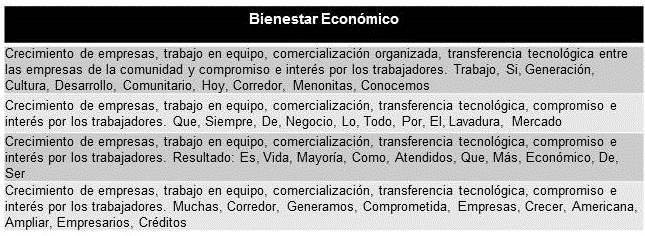 Bienestar Económico
Crecimiento de empresas, trabajo en equipo, comercialización organizada, transferencia tecnológica entre
las empresas de la comunidad y compromiso e interés por los trabajadores. Trabajo, Si, Generación,
Cultura, Desarrollo, Comunitario, Hoy, Corredor, Menonitas, Conocemos
Crecimiento de empresas, trabajo en equipo, comercialización, transferencia tecnológica, compromiso e
interés por los trabajadores. Que, Siempre, De, Negocio, Lo, Todo, Por, El, Lavadura, Mercado
Crecimiento de empresas, trabajo en equipo, comercialización, transferencia tecnológica, compromiso e
interés por los trabajadores. Resultado: Es, Vida, Mayoría, Como, Atendidos, Que, Más, Económico, De,
Ser
Crecimiento de empresas, trabajo en equipo, comercialización, transferencia tecnológica, compromiso e
interés por los trabajadores. Muchas, Corredor, Generamos, Comprometida, Empresas, Crecer, Americana,
Ampliar, Empresarios, Créditos